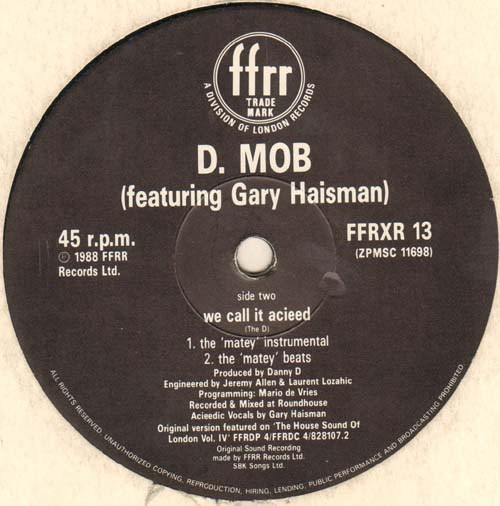 ffrr
TRADE
MARK
A DIVISION OF LONDON RECORDS
D. MOB
(featuring Gary Haisman)
45 r.p.m.
Ⓟ 1988 FFRR
Records Ltd.
FFRXR 13
(ZPMSC 11698)
side two
we call it acieed
(The D)
1. the 'matey' instrumental
2. the 'matey' beats
Produced by Danny D
Engineered by Jeremy Allen & Laurent Lozahic
Programming: Mario de Vries
Recorded & Mixed at Roundhouse
Acieedic Vocals by Gary Haisman
Original version featured on 'The House Sound Of
London Vol. IV' FFRDP 4/FFRDC 4/828107.2
Original Sound Recording
made by FFRR Records Ltd.
SBK Songs Ltd.
ALL RIGHTS RESERVED. UNAUTHORIZED COPYING, REPRODUCTION, HIRING, LENDING, PUBLIC PERFORMANCE AND BROADCASTING PROHIBITED